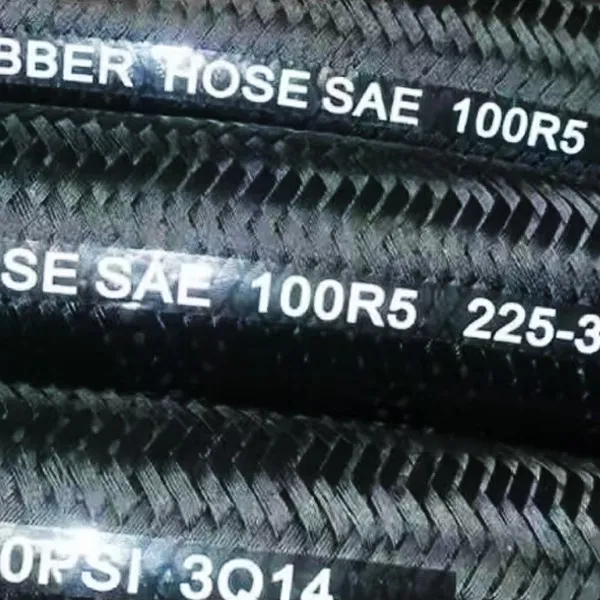 BBER HOSE SAE 100R5
SE SAE 100R5 225-3
0PSI 3Q14